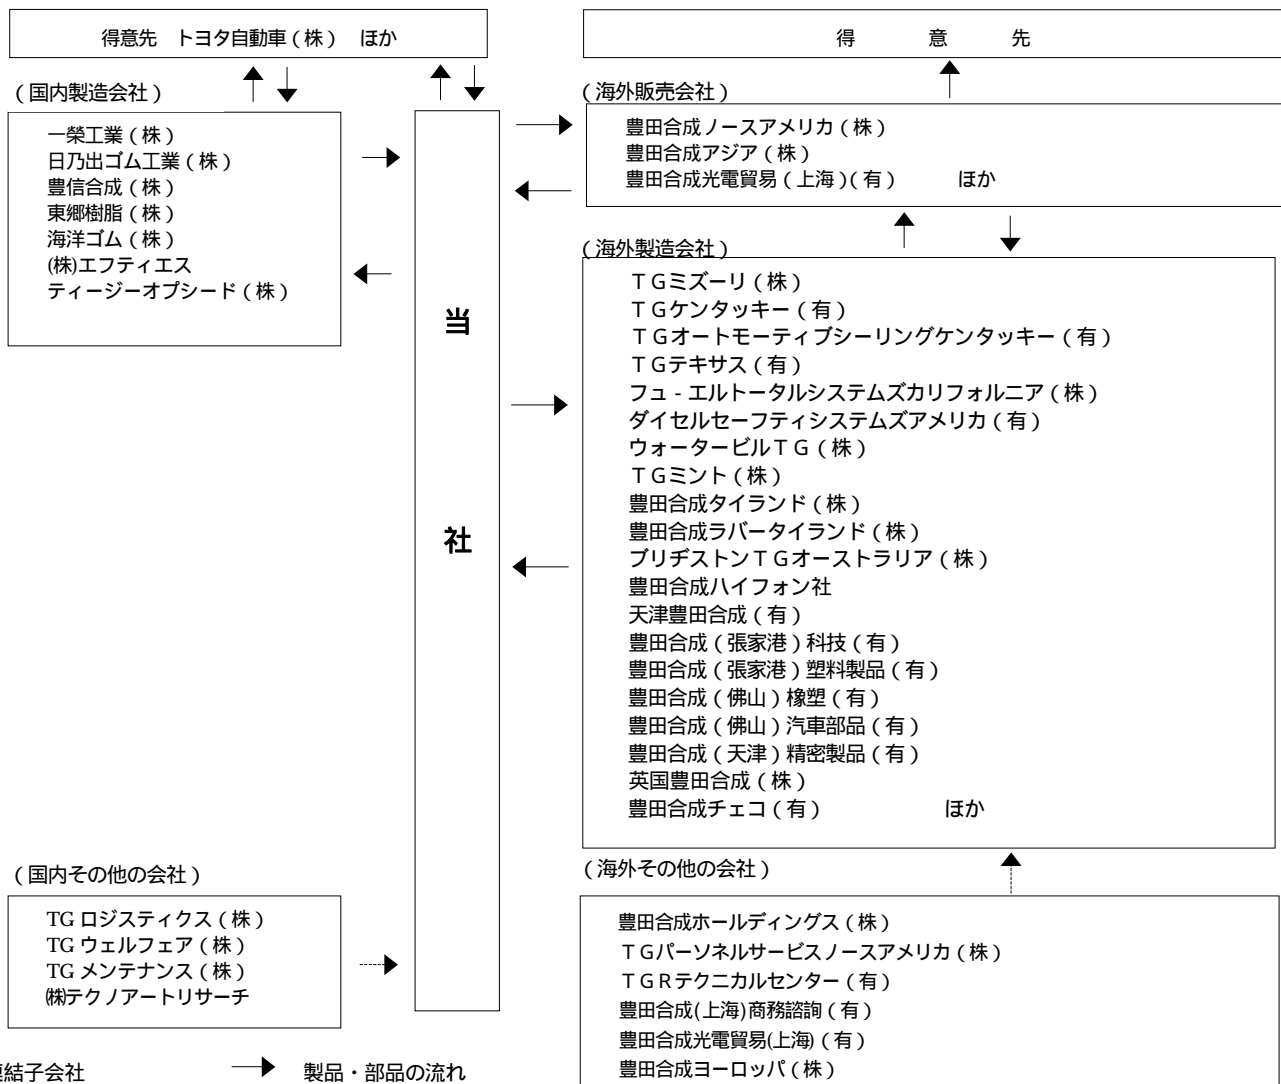 得意先　トヨタ自動車（株）　ほか
得　意　先
（国内製造会社）
一榮工業（株）
日乃出ゴム工業（株）
豊信合成（株）
東郷樹脂（株）
海洋ゴム（株）
(株)エフティエス
ティージーオプシード（株）
当
社
（海外販売会社）
豊田合成ノースアメリカ（株）
豊田合成アジア（株）
豊田合成光電貿易（上海）（有）　ほか
（海外製造会社）
ＴＧミズーリ（株）
ＴＧケンタッキー（有）
ＴＧオートモーティブシーリングケンタッキー（有）
ＴＧテキサス（有）
フュ‐エルトータルシステムズカリフォルニア（株）
ダイセルセーフティシステムズアメリカ（有）
ウォータービルＴＧ（株）
ＴＧミント（株）
豊田合成タイランド（株）
豊田合成ラバータイランド（株）
ブリヂストンＴＧオーストラリア（株）
豊田合成ハイフォン社
天津豊田合成（有）
豊田合成（張家港）科技（有）
豊田合成（張家港）塑料製品（有）
豊田合成（佛山）橡塑（有）
豊田合成（佛山）汽車部品（有）
豊田合成（天津）精密製品（有）
英国豊田合成（株）
豊田合成チェコ（有）　ほか
（国内その他の会社）
TG ロジスティクス（株）
TG ウェルフェア（株）
TG メンテナンス（株）
㈱テクノアートリサーチ
（海外その他の会社）
豊田合成ホールディングス（株）
ＴＧパーソネルサービスノースアメリカ（株）
ＴＧＲテクニカルセンター（有）
豊田合成(上海)商務諮詢（有）
豊田合成光電貿易(上海)（有）
豊田合成ヨーロッパ（株）
連結子会社　製品・部品の流れ